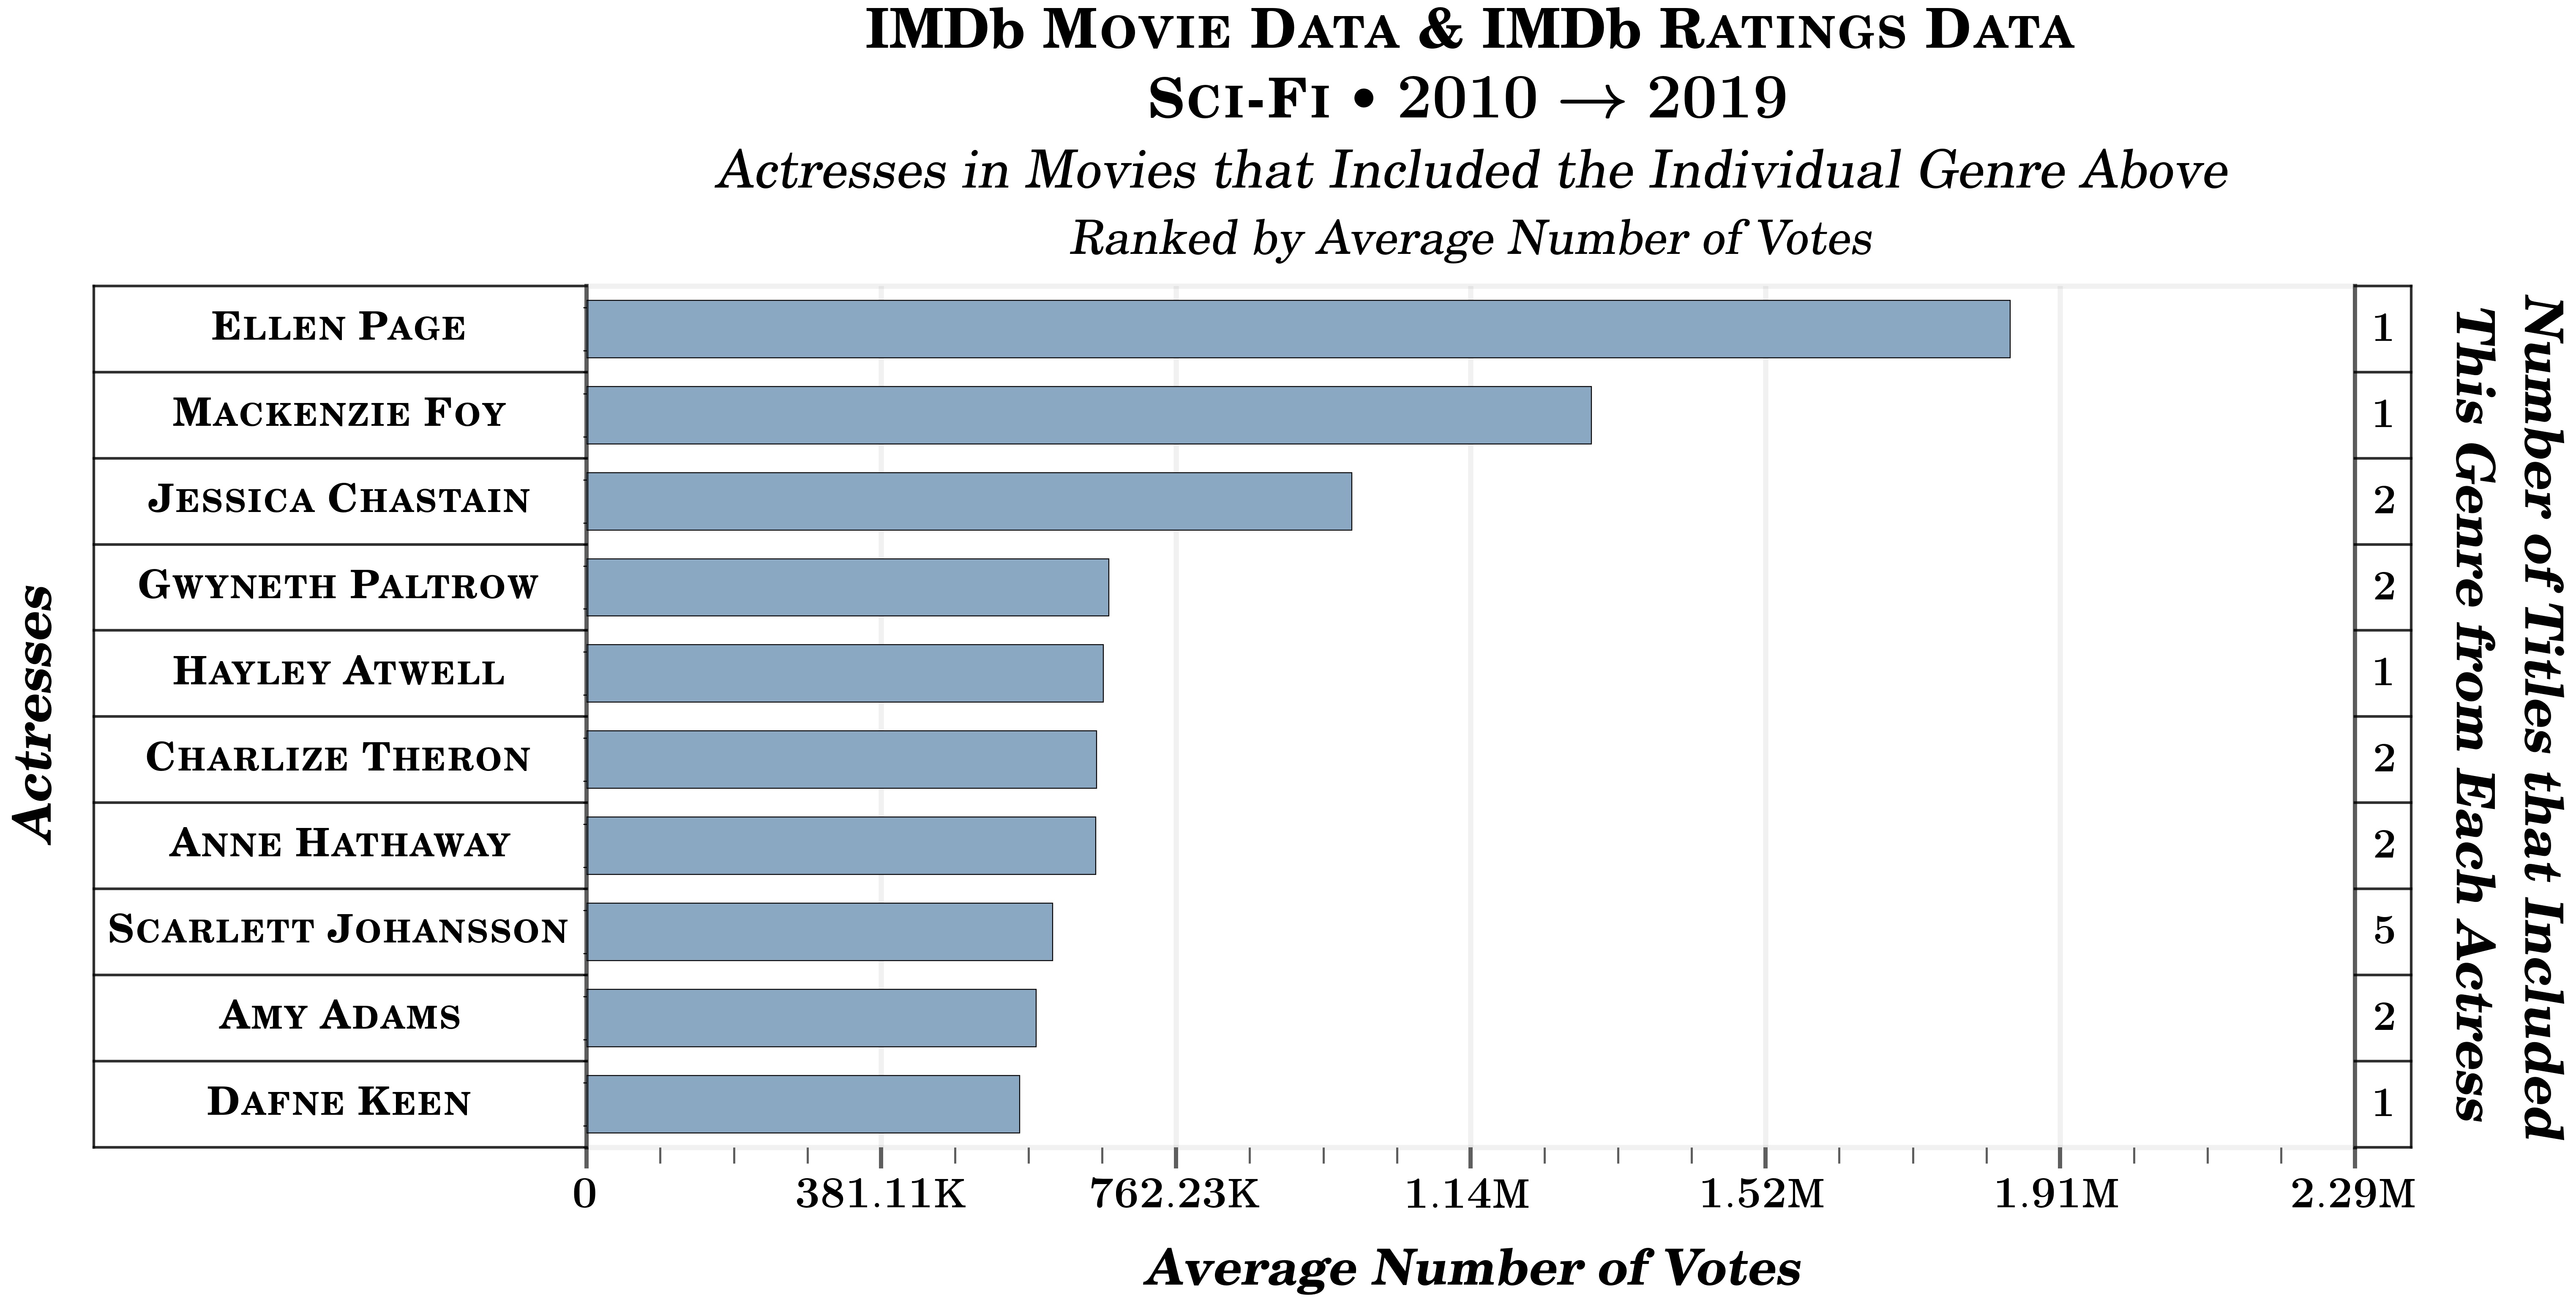 IMDb Movie Data & IMDb Ratings Data
Sci-Fi • 2010 → 2019
Actresses in Movies that Included the Individual Genre Above
Ranked by Average Number of Votes
Actresses
Ellen Page 1
Mackenzie Foy 1
Jessica Chastain 2
Gwyneth Paltrow 2
Hayley Atwell 1
Charlize Theron 2
Anne Hathaway 2
Scarlett Johansson 5
Amy Adams 2
Dafne Keen 1
Number of Titles that Included
This Genre from Each Actress
0 381.11K 762.23K 1.14M 1.52M 1.91M 2.29M
Average Number of Votes